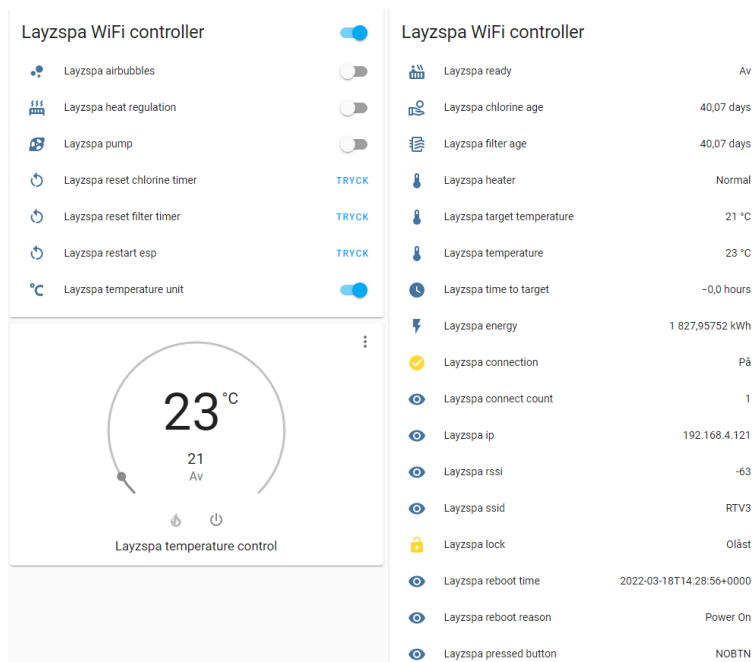 Layzspa WiFi controller
Layzspa airbubbles
Layzspa heat regulation
Layzspa pump
Layzspa reset chlorine timer TRYCK
Layzspa reset filter timer TRYCK
Layzspa restart esp TRYCK
°C Layzspa temperature unit
23 °C
21
Av
Layzspa temperature control
Layzspa WiFi controller
Layzspa ready Av
Layzspa chlorine age 40,07 days
Layzspa filter age 40,07 days
Layzspa heater Normal
Layzspa target temperature 21 °C
Layzspa temperature 23 °C
Layzspa time to target −0,0 hours
Layzspa energy 1 827,95752 kWh
Layzspa connection På
Layzspa connect count 1
Layzspa ip 192.168.4.121
Layzspa rssi -63
Layzspa ssid RTV3
Layzspa lock Olåst
Layzspa reboot time 2022-03-18T14:28:56+0000
Layzspa reboot reason Power On
Layzspa pressed button NOBTN